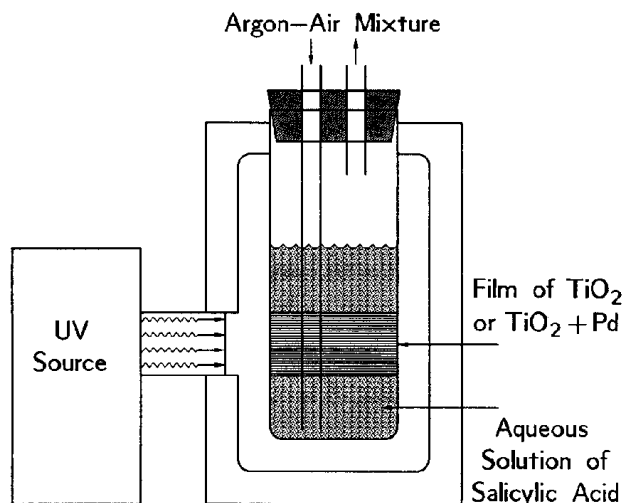 Argon—Air Mixture
UV
Source
Film of TiO2
or TiO2+Pd
Aqueous
Solution of
Salicylic Acid